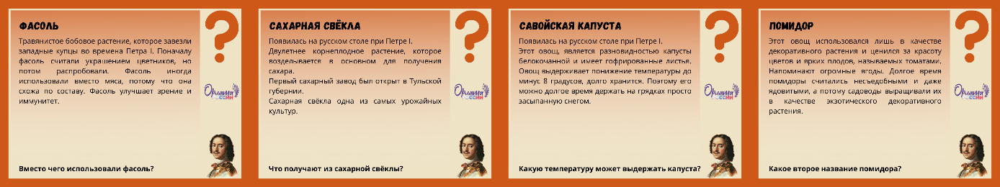 ФАСОЛЬ
Травянистое бобовое растение, которое завезли
западные купцы во времена Петра I. Поначалу
фасоль считали украшением цветников, но
потом распробовали. Фасоль иногда
использовали вместо мяса, потому что она
схожа по составу. Фасоль улучшает зрение и
иммунитет.
Вместо чего использовали фасоль?
?
Орлята
России
САХАРНАЯ СВЁКЛА
Появилась на русском столе при Петре I.
Двулетнее корнеплодное растение, которое
возделывается в основном для получения
сахара.
Первый сахарный завод был открыт в Тульской
губернии.
Сахарная свёкла одна из самых урожайных
культур.
Что получают из сахарной свёклы?
?
Орлята
России
САВОЙСКАЯ КАПУСТА
Появилась на русском столе при Петре I.
Этот овощ, является разновидностью капусты
белокочанной и имеет гофрированные листья.
Овощ выдерживает понижение температуры до
минус 8 градусов, долго хранится. Поэтому его
можно долгое время держать на грядках просто
засыпанную снегом.
Какую температуру может выдержать капуста?
?
Орлята
России
ПОМИДОР
Этот овощ использовался лишь в качестве
декоративного растения и ценился за красоту
цветов и ярких плодов, называемых томатами.
Напоминают огромные ягоды. Долгое время
помидоры считались несъедобными и даже
ядовитыми, а потому садоводы выращивали их
в качестве экзотического декоративного
растения.
Какое второе название помидора?
?
Орлята
России